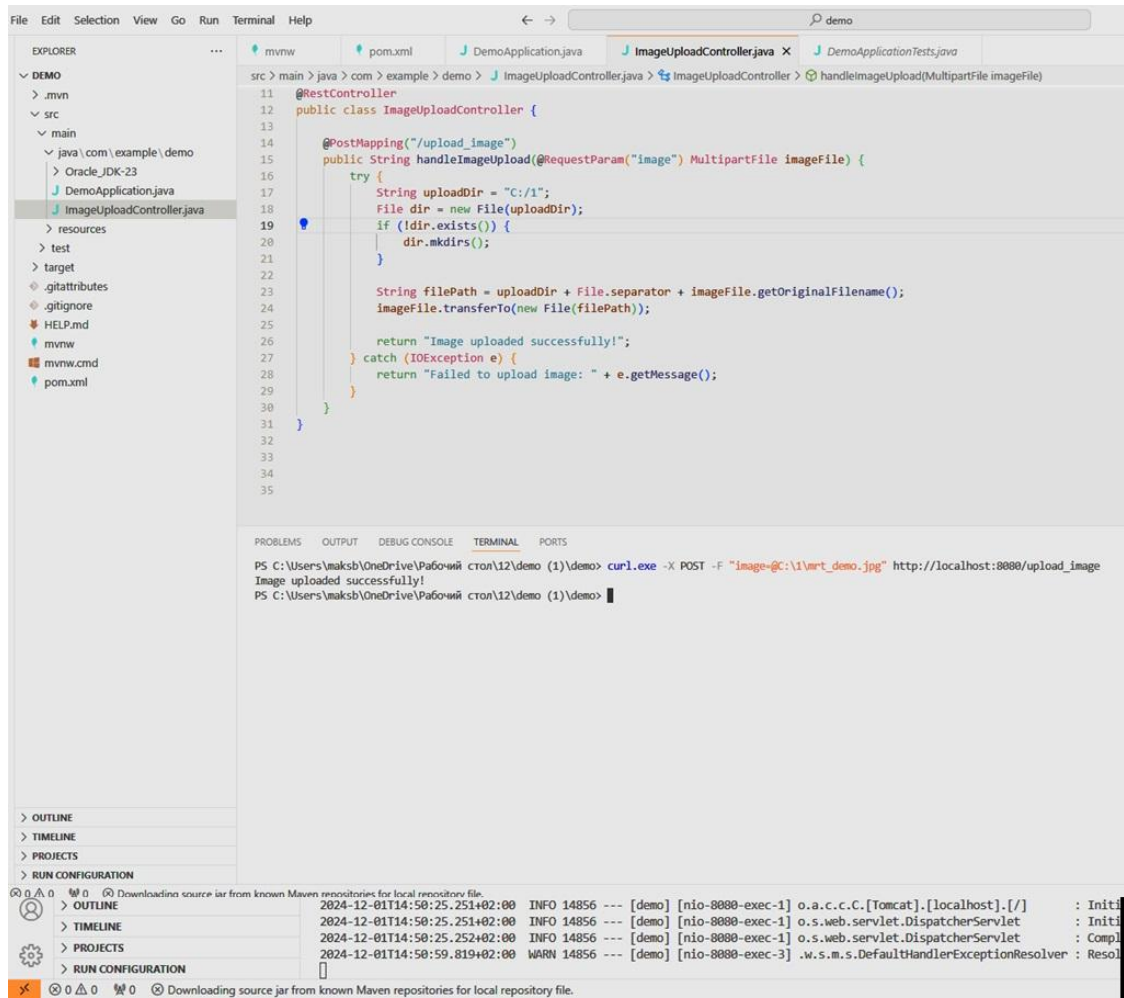 File Edit Selection View Go Run Terminal Help
demo
EXPLORER ...
mvnw pom.xml J DemoApplication.java J ImageUploadController.java × J DemoApplicationTests.java
DEMO
src > main > java > com > example > demo > J ImageUploadController.java > ImageUploadController > handleImageUpload(MultipartFile imageFile)
> .mvn
src
main
java\com\example\demo
> Oracle_JDK-23
J DemoApplication.java
J ImageUploadController.java
> resources
> test
> target
.gitattributes
.gitignore
HELP.md
mvnw
mvnw.cmd
pom.xml
11 @RestController
12 public class ImageUploadController {
13
14 @PostMapping("/upload_image")
15 public String handleImageUpload(@RequestParam("image") MultipartFile imageFile) {
16 try {
17 String uploadDir = "C:/1";
18 File dir = new File(uploadDir);
19 if (!dir.exists()) {
20 dir.mkdirs();
21 }
22
23 String filePath = uploadDir + File.separator + imageFile.getOriginalFilename();
24 imageFile.transferTo(new File(filePath));
25
26 return "Image uploaded successfully!";
27 } catch (IOException e) {
28 return "Failed to upload image: " + e.getMessage();
29 }
30 }
31 }
32
33
34
35
PROBLEMS OUTPUT DEBUG CONSOLE TERMINAL PORTS
PS C:\Users\maksb\OneDrive\Рабочий стол\12\demo (1)\demo> curl.exe -X POST -F "image=@C:\1\mrt_demo.jpg" http://localhost:8080/upload_image
Image uploaded successfully!
PS C:\Users\maksb\OneDrive\Рабочий стол\12\demo (1)\demo>
> OUTLINE
> TIMELINE
> PROJECTS
> RUN CONFIGURATION
0 0 0 Downloading source jar from known Maven repositories for local repository file.
> OUTLINE
> TIMELINE
> PROJECTS
> RUN CONFIGURATION
2024-12-01T14:50:25.251+02:00 INFO 14856 --- [demo] [nio-8080-exec-1] o.a.c.c.C.[Tomcat].[localhost].[/] : Initi
2024-12-01T14:50:25.251+02:00 INFO 14856 --- [demo] [nio-8080-exec-1] o.s.web.servlet.DispatcherServlet : Initi
2024-12-01T14:50:25.252+02:00 INFO 14856 --- [demo] [nio-8080-exec-1] o.s.web.servlet.DispatcherServlet : Compl
2024-12-01T14:50:59.819+02:00 WARN 14856 --- [demo] [nio-8080-exec-3] .w.s.m.s.DefaultHandlerExceptionResolver : Resol
0 0 0 Downloading source jar from known Maven repositories for local repository file.